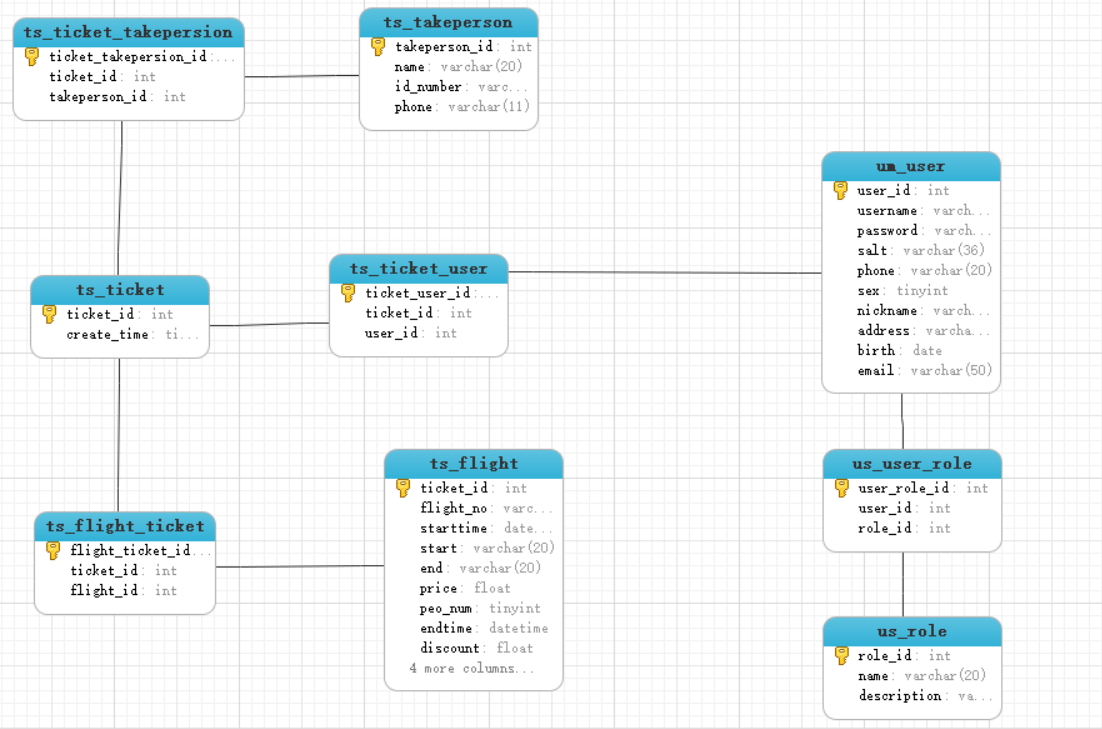 ts_ticket_takepersion
ticket_takepersion_id:...
ticket_id: int
takeperson_id: int
ts_takeperson
takeperson_id: int
name: varchar(20)
id_number: varc...
phone: varchar(11)
um_user
user_id: int
username: varch...
password: varch...
salt: varchar(36)
phone: varchar(20)
sex: tinyint
nickname: varch...
address: varcha...
birth: date
email: varchar(50)
ts_ticket
ticket_id: int
create_time: ti...
ts_ticket_user
ticket_user_id:...
ticket_id: int
user_id: int
ts_flight_ticket
flight_ticket_id...
ticket_id: int
flight_id: int
ts_flight
ticket_id: int
flight_no: varc...
starttime: date...
start: varchar(20)
end: varchar(20)
price: float
peo_num: tinyint
endtime: datetime
discount: float
4 more columns...
us_user_role
user_role_id: int
user_id: int
role_id: int
us_role
role_id: int
name: varchar(20)
description: va...